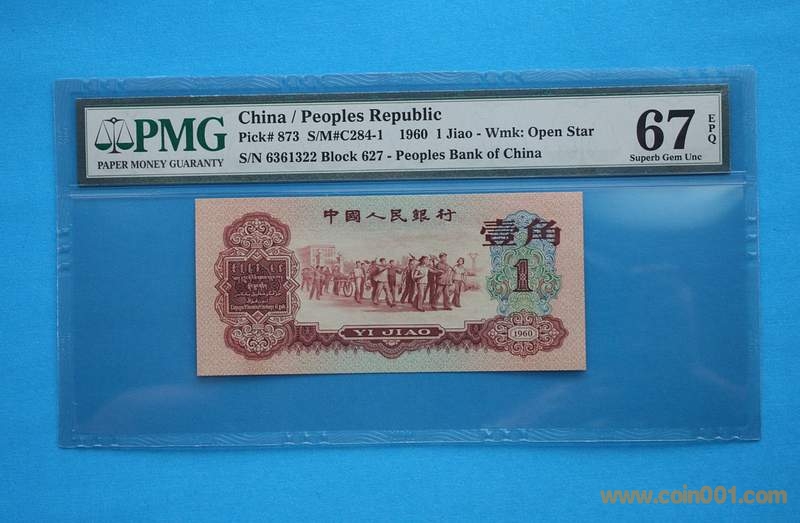 PMG
PAPER MONEY GUARANTY
China / Peoples Republic
Pick# 873 S/M#C284-1 1960 1 Jiao - Wmk: Open Star
S/N 6361322 Block 627 - Peoples Bank of China
67
EPQ
Superb Gem Unc
中國人民銀行
壹角
1
YI JIAO
1960
www.coin001.com